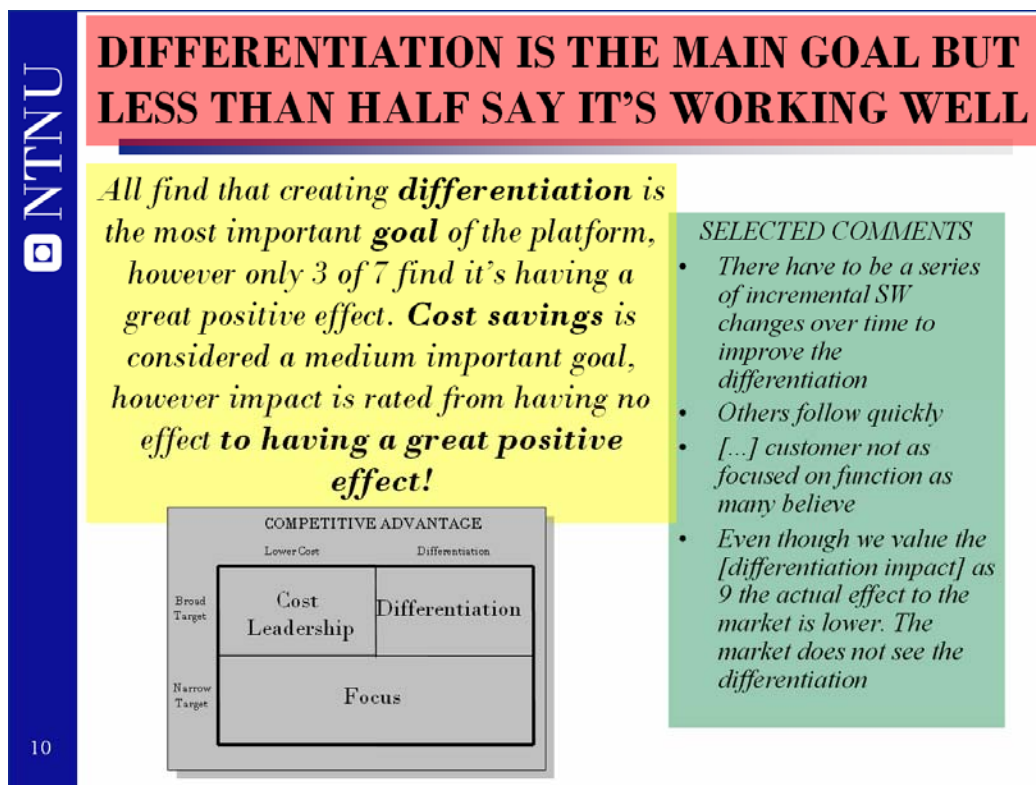 NTNU
DIFFERENTIATION IS THE MAIN GOAL BUT
LESS THAN HALF SAY IT'S WORKING WELL
All find that creating differentiation is
the most important goal of the platform,
however only 3 of 7 find it's having a
great positive effect. Cost savings is
considered a medium important goal,
however impact is rated from having no
effect to having a great positive
effect!
SELECTED COMMENTS
• There have to be a series
of incremental SW
changes over time to
improve the
differentiation
• Others follow quickly
• [...] customer not as
focused on function as
many believe
• Even though we value the
[differentiation impact] as
9 the actual effect to the
market is lower. The
market does not see the
differentiation
COMPETITIVE ADVANTAGE
Lower Cost Differentiation
Broad
Target
Cost
Leadership
Differentiation
Narrow
Target
Focus
10